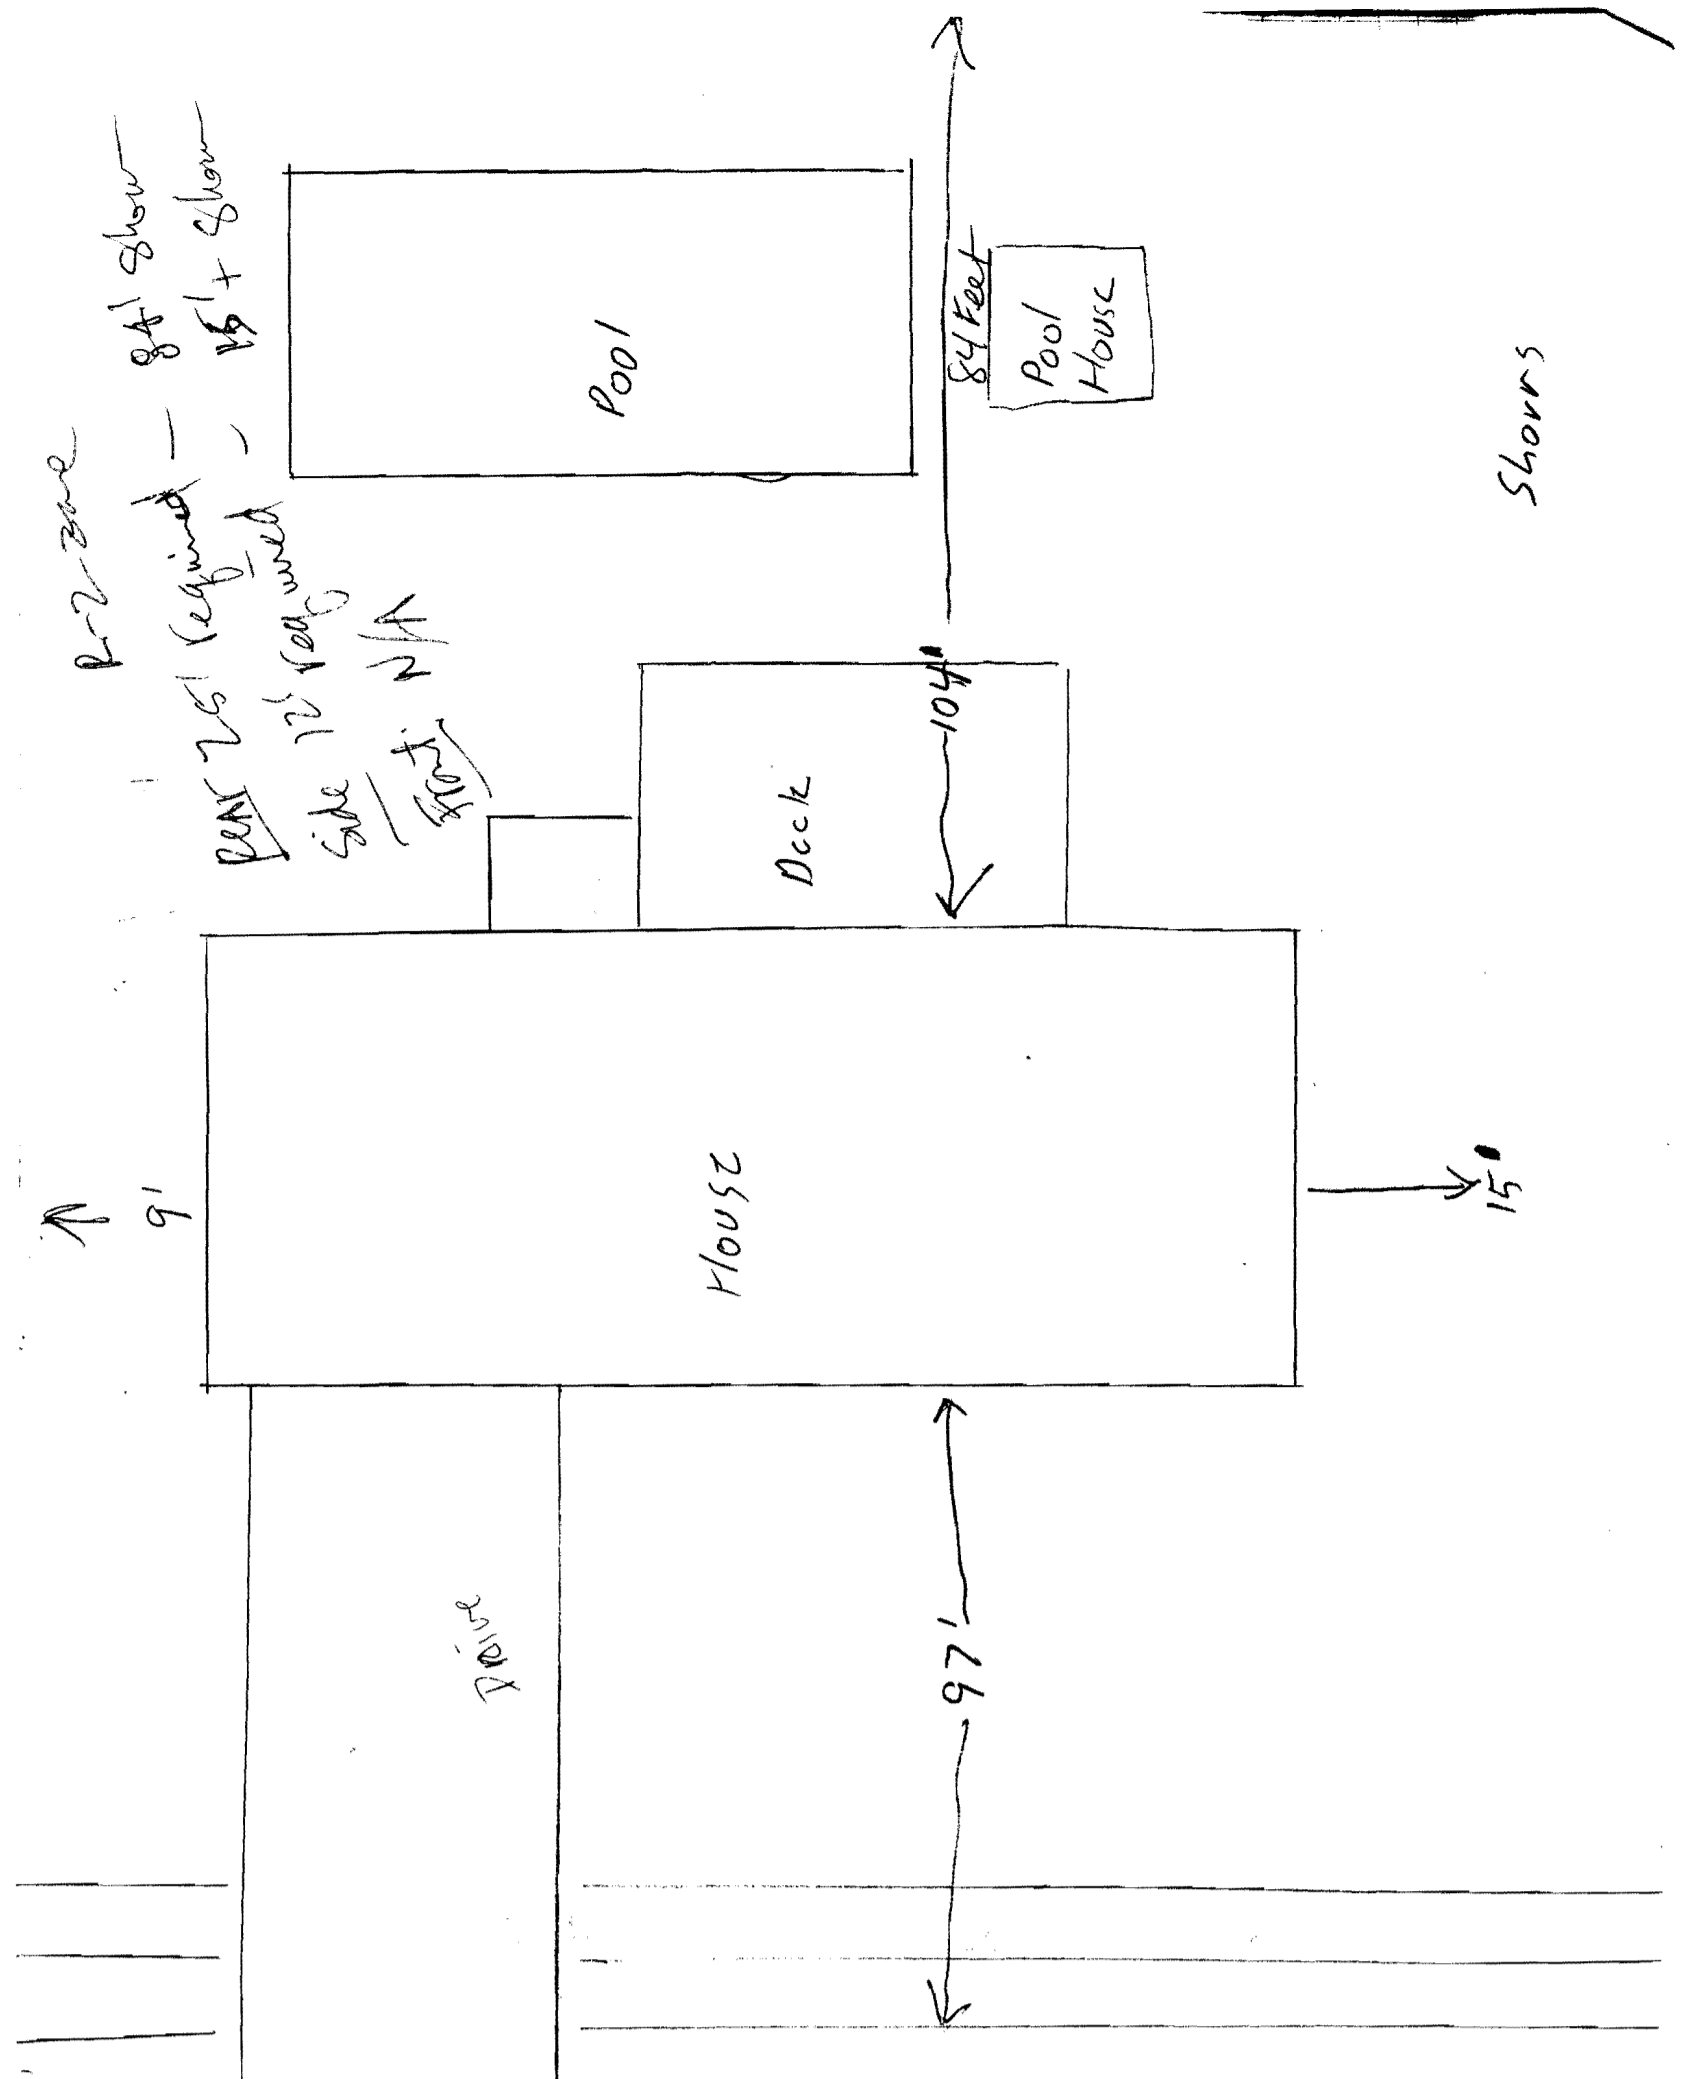 R-2 zone
Rear 25' required - 84' show
Side 12' required - 15'+ show
Front: N/A
9'
Pool
84 Feet
Pool
House
Shours
104'
Deck
House
15'
Drive
97'